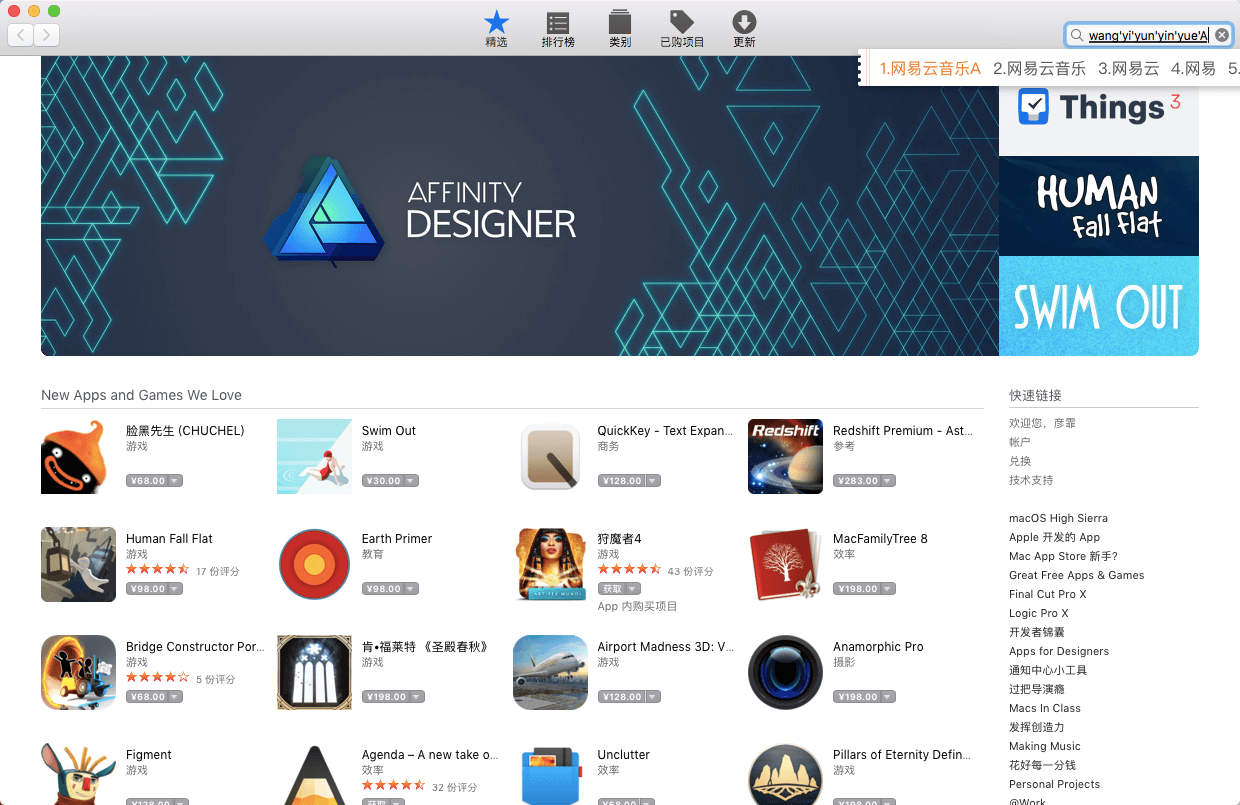 精选
排行榜
类别
已购项目
更新
wang'yi'yun'yin'yue'A
1.网易云音乐A 2.网易云音乐 3.网易云 4.网易 5.
AFFINITY
DESIGNER
Things 3
HUMAN
Fall Flat
SWIM OUT
New Apps and Games We Love
脸黑先生 (CHUCHEL)
游戏
¥68.00
Swim Out
游戏
¥30.00
QuickKey - Text Expan...
商务
¥128.00
Redshift
Redshift Premium - Ast...
参考
¥283.00
Human Fall Flat
游戏
17 份评分
¥98.00
Earth Primer
教育
¥98.00
ARTIFEX MUNDI
狩魔者4
游戏
43 份评分
获取
App 内购买项目
MacFamilyTree 8
效率
¥198.00
Bridge Constructor Por...
游戏
5 份评分
¥68.00
肯•福莱特 《圣殿春秋》
游戏
¥198.00
Airport Madness 3D: V...
游戏
¥128.00
Anamorphic Pro
摄影
¥198.00
Figment
游戏
¥128.00
Agenda – A new take o...
效率
32 份评分
获取
Unclutter
效率
¥68.00
Pillars of Eternity Defin...
游戏
¥198.00
快速链接
欢迎您，彦霏
帐户
兑换
技术支持
macOS High Sierra
Apple 开发的 App
Mac App Store 新手?
Great Free Apps & Games
Final Cut Pro X
Logic Pro X
开发者锦囊
Apps for Designers
通知中心小工具
过把导演瘾
Macs In Class
发挥创造力
Making Music
花好每一分钱
Personal Projects
@Work